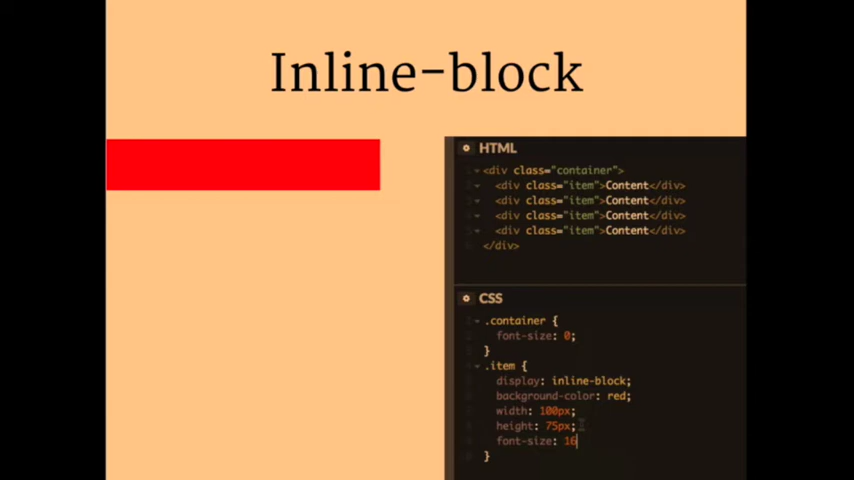 Inline-block
HTML
<div class="container">
<div class="item">Content</div>
<div class="item">Content</div>
<div class="item">Content</div>
<div class="item">Content</div>
</div>
CSS
.container {
font-size: 0;
}
.item {
display: inline-block;
background-color: red;
width: 100px;
height: 75px;
font-size: 16
}